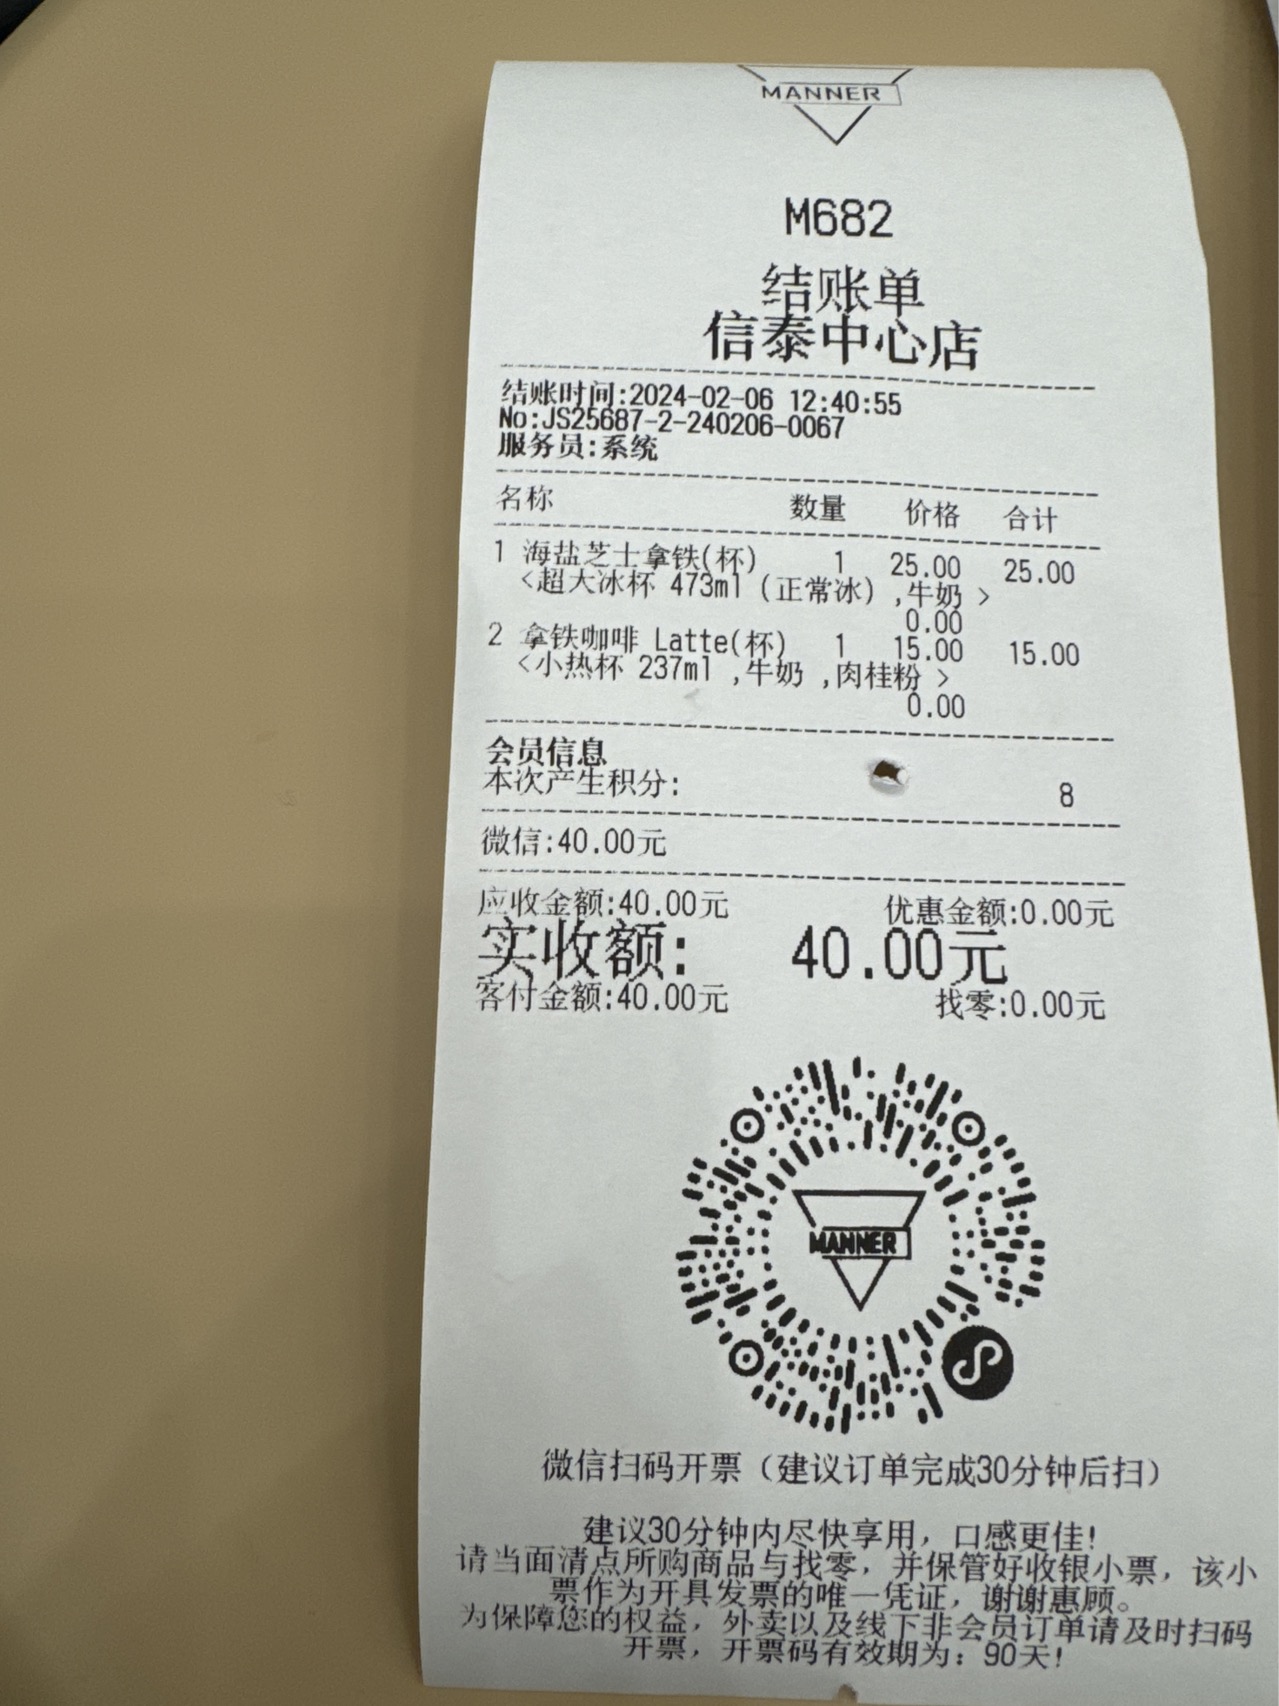 MANNER
M682
结账单
信泰中心店
结账时间:2024-02-06 12:40:55
No:JS25687-2-240206-0067
服务员:系统
名称 数量 价格 合计
1 海盐芝士拿铁(杯) 1 25.00 25.00
<超大冰杯 473ml (正常冰) ,牛奶 >
0.00
2 拿铁咖啡 Latte(杯) 1 15.00 15.00
<小热杯 237ml ,牛奶 ,肉桂粉 >
0.00
会员信息
本次产生积分: 8
微信:40.00元
应收金额:40.00元 优惠金额:0.00元
实收额: 40.00元
客付金额:40.00元 找零:0.00元
MANNER
微信扫码开票（建议订单完成30分钟后扫）
建议30分钟内尽快享用，口感更佳!
请当面清点所购商品与找零，并保管好收银小票，该小
票作为开具发票的唯一凭证，谢谢惠顾。
为保障您的权益，外卖以及线下非会员订单请及时扫码
开票，开票码有效期为：90天!